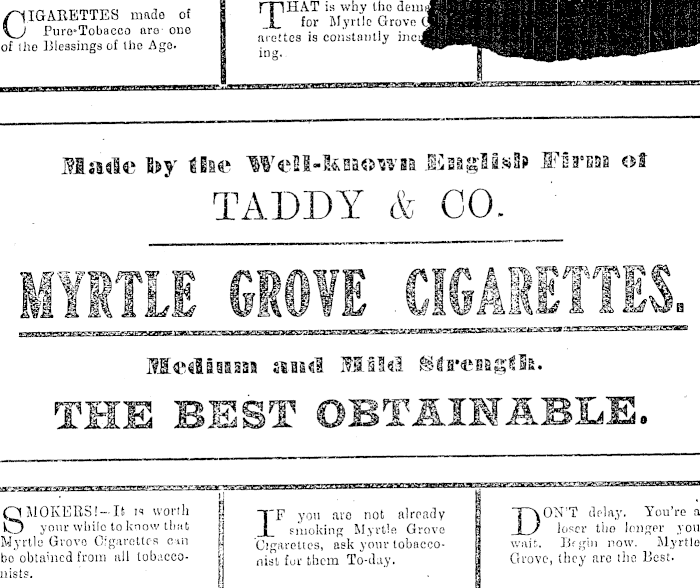 CIGARETTES made of
Pure Tobacco are one
of the Blessings of the Age.
THAT is why the
for Myrtle Grove
arettes is constantly
ing.
Made by the Well-known English Firm of
TADDY & CO.
MYRTLE GROVE CIGARETTES.
Medium and Mild Strength.
THE BEST OBTAINABLE.
SMOKERS!—It is worth
your while to know that
Myrtle Grove Cigarettes can
be obtained from all tobacco-
nists.
IF you are not already
smoking Myrtle Grove
Cigarettes, ask your tobacco-
nist for them To-day.
DON'T delay. You're a
loser the longer you
wait. Begin now. Myrtle
Grove, they are the Best.